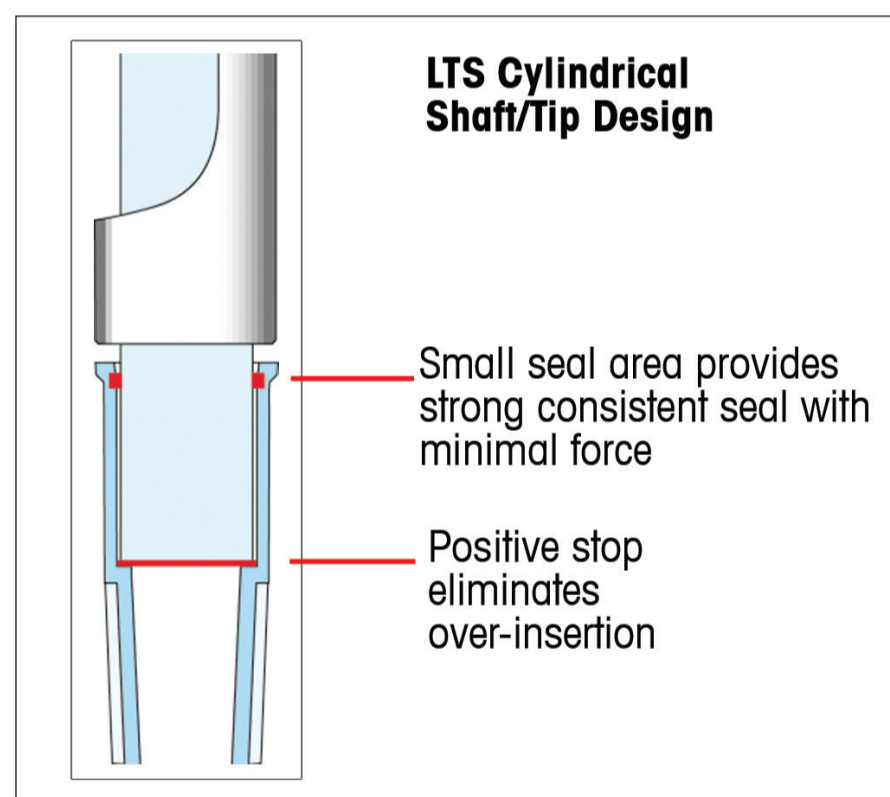 LTS Cylindrical
Shaft/Tip Design
Small seal area provides
strong consistent seal with
minimal force
Positive stop
eliminates
over-insertion